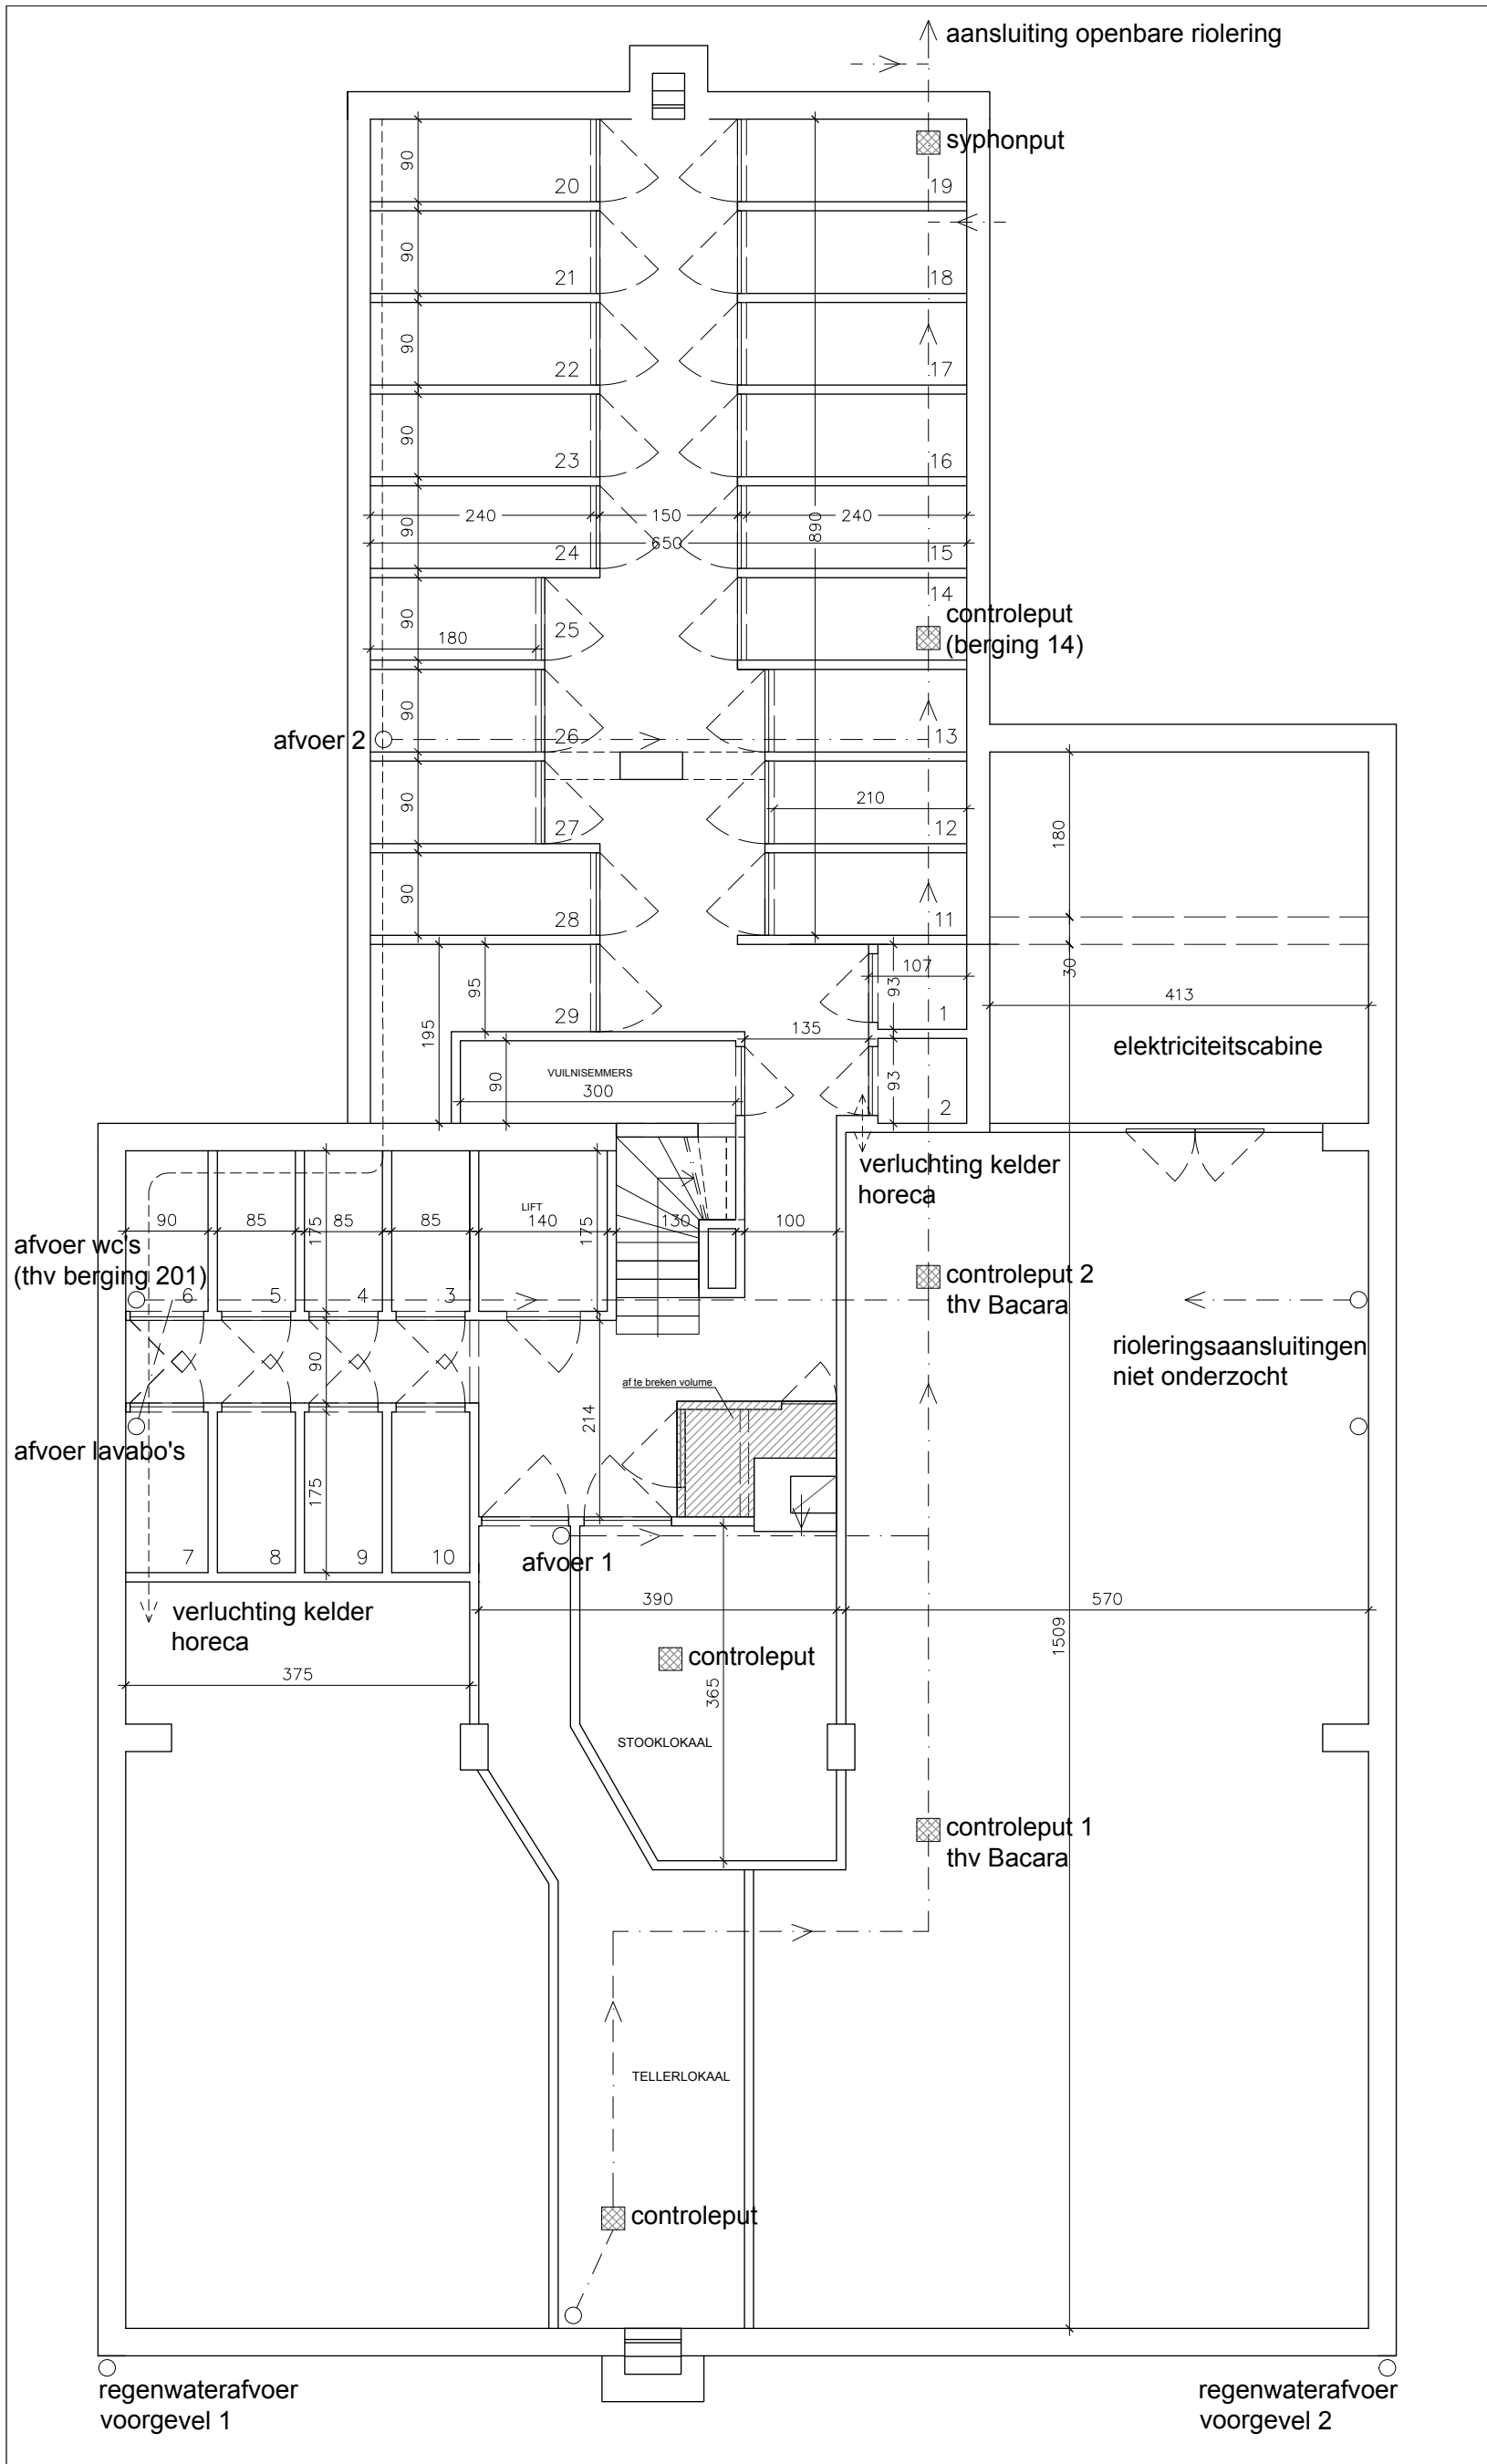 aansluiting openbare riolering
syphonput
90
20
19
90
21
18
90
22
17
90
23
16
240
150
240
90
890
650
24
15
14
90
controleput
(berging 14)
25
180
90
afvoer 2
26
13
90
210
27
12
180
90
28
11
107
95
93
30
413
29
1
195
135
elektriciteitscabine
VUILNISEMMERS
90
300
93
2
verluchting kelder
horeca
LIFT
90
85
175
85
85
140
175
130
100
afvoer wc's
(thv berging 201)
controleput 2
thv Bacara
6
5
4
3
rioleringsaansluitingen
niet onderzocht
90
af te breken volume
214
afvoer lavabo's
175
7
8
9
10
afvoer 1
verluchting kelder
horeca
390
570
1509
controleput
375
365
STOOKLOKAAL
controleput 1
thv Bacara
TELLERLOKAAL
controleput
regenwaterafvoer
voorgevel 1
regenwaterafvoer
voorgevel 2